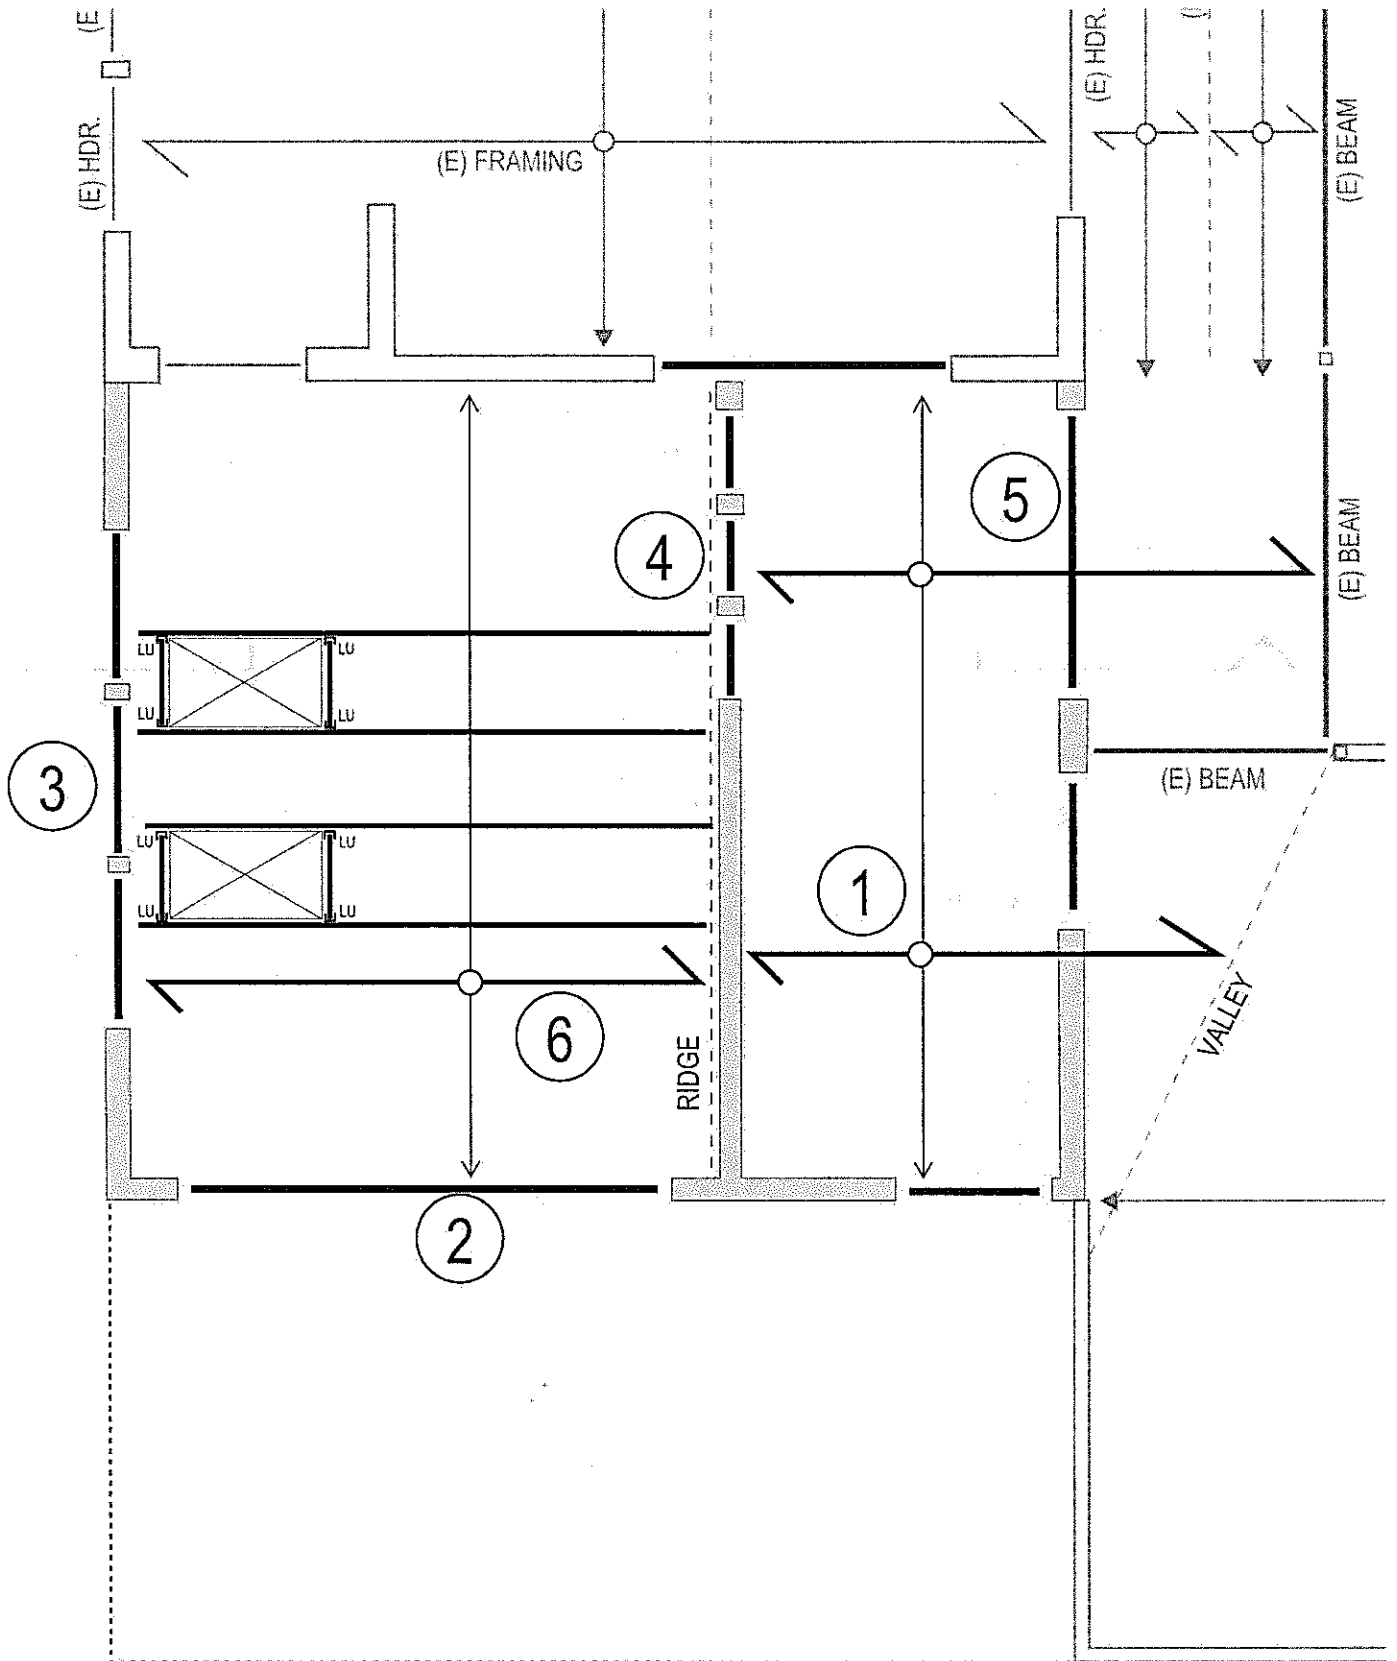 (E
(E) HDR.
(E) HDR.
(E) BEAM
(E) FRAMING
5
4
(E) BEAM
LU
LU
LU
LU
3
(E) BEAM
LU
LU
1
LU
LU
6
RIDGE
VALLEY
2